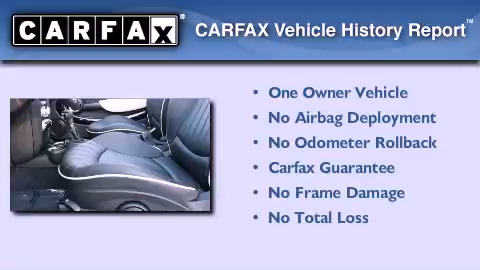 CARFAX® CARFAX Vehicle History Report™
• One Owner Vehicle
• No Airbag Deployment
• No Odometer Rollback
• Carfax Guarantee
• No Frame Damage
• No Total Loss